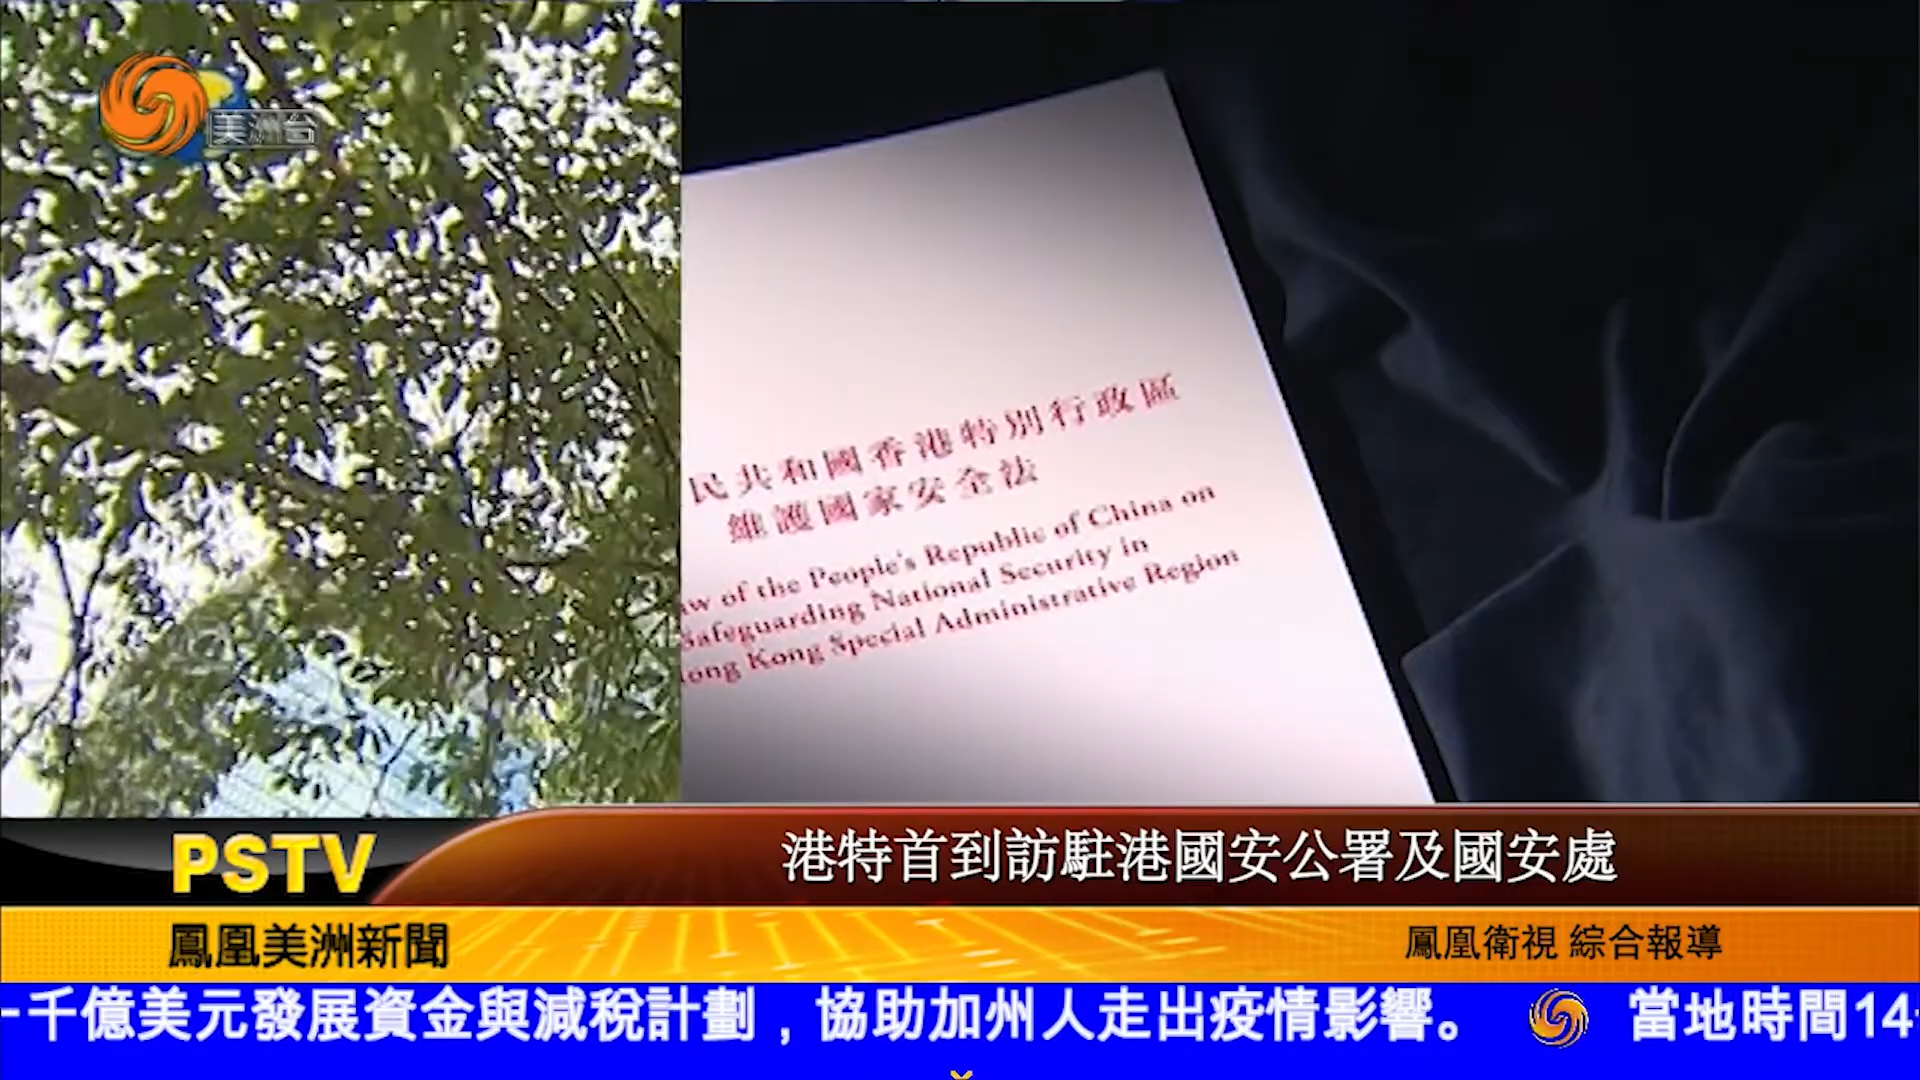 美洲台
民共和國香港特別行政區
維護國家安全法
aw of the People's Republic of China on
Safeguarding National Security in
ong Kong Special Administrative Region
PSTV
港特首到訪駐港國安公署及國安處
鳳凰美洲新聞
鳳凰衛視 綜合報導
千億美元發展資金與減稅計劃，協助加州人走出疫情影響。 當地時間14